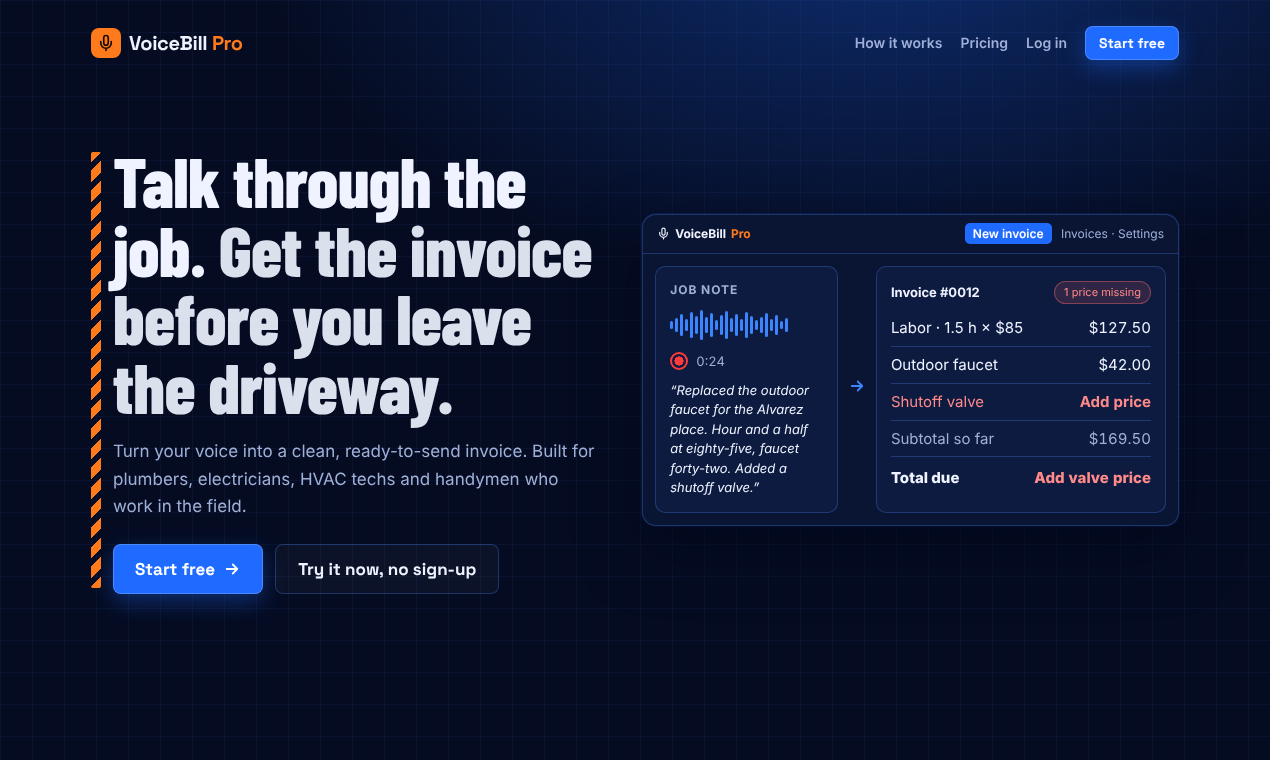 VoiceBill Pro
How it works
Pricing
Log in
Start free
Talk through the
job. Get the invoice
before you leave
the driveway.
Turn your voice into a clean, ready-to-send invoice. Built for
plumbers, electricians, HVAC techs and handymen who
work in the field.
Start free →
Try it now, no sign-up
VoiceBill Pro
New invoice
Invoices · Settings
JOB NOTE
0:24
“Replaced the outdoor
faucet for the Alvarez
place. Hour and a half
at eighty-five, faucet
forty-two. Added a
shutoff valve.”
→
Invoice #0012
1 price missing
Labor · 1.5 h × $85 $127.50
Outdoor faucet $42.00
Shutoff valve Add price
Subtotal so far $169.50
Total due Add valve price